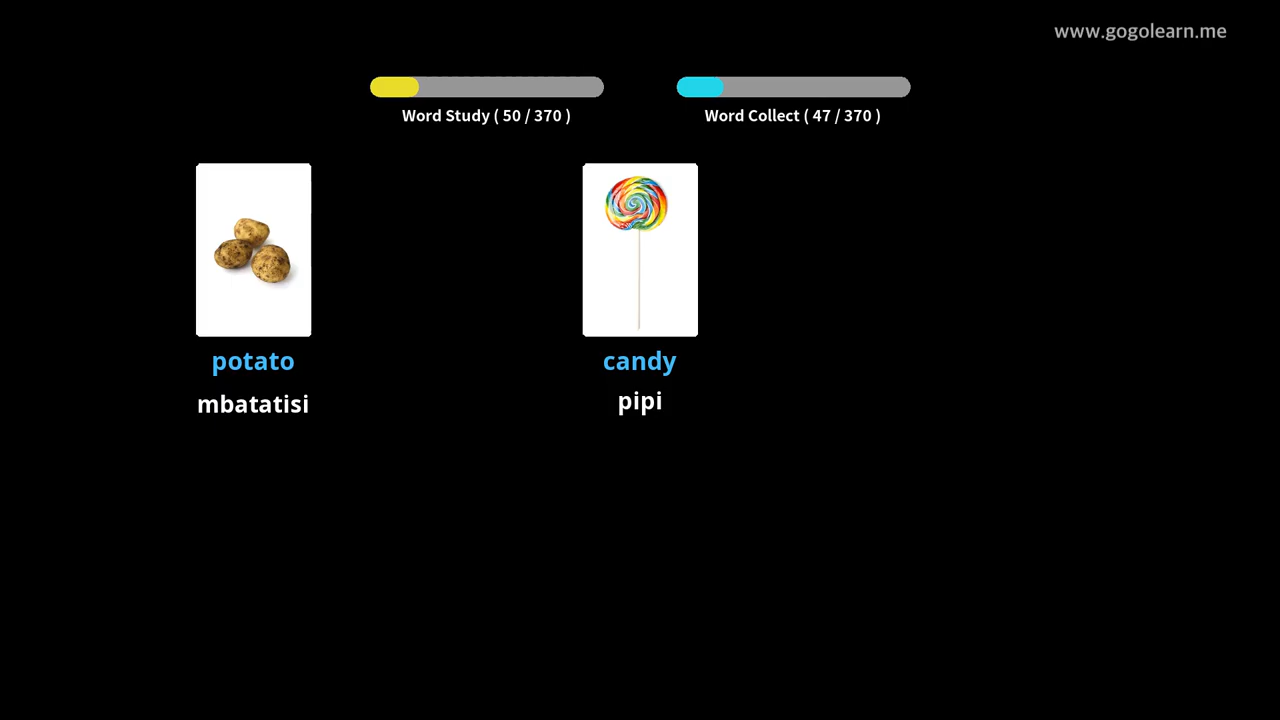 www.gogolearn.me
Word Study ( 50 / 370 )
Word Collect ( 47 / 370 )
potato
mbatatisi
candy
pipi